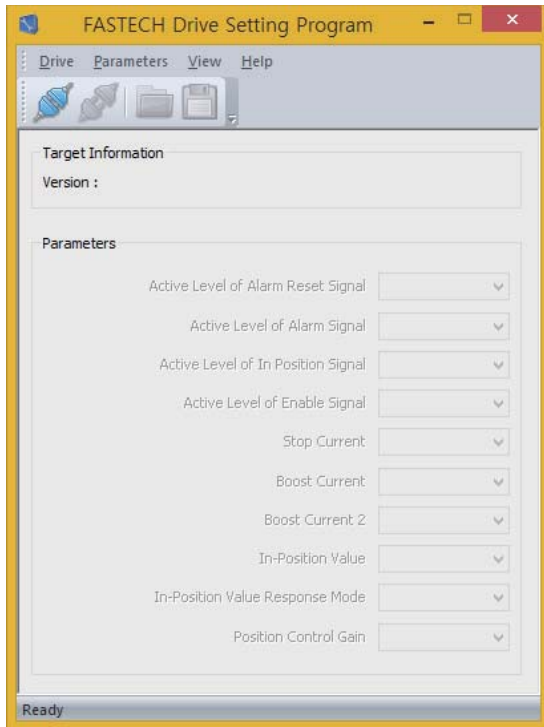 FASTECH Drive Setting Program
Drive Parameters View Help
Target Information
Version :
Parameters
Active Level of Alarm Reset Signal
Active Level of Alarm Signal
Active Level of In Position Signal
Active Level of Enable Signal
Stop Current
Boost Current
Boost Current 2
In-Position Value
In-Position Value Response Mode
Position Control Gain
Ready